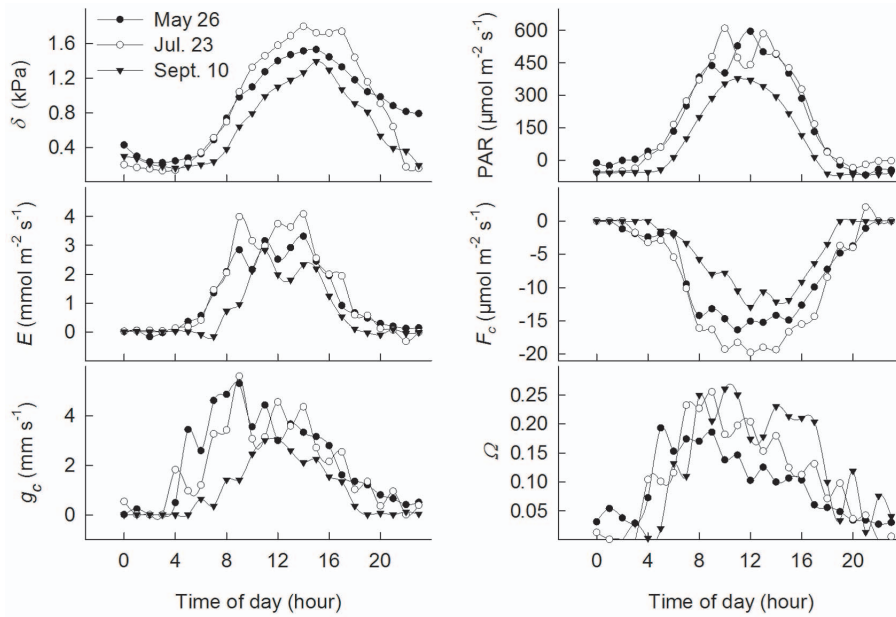 May 26
Jul. 23
Sept. 10
1.6
1.2
0.8
0.4
δ (kPa)
600
450
300
150
0
PAR (μmol m⁻² s⁻¹)
4
3
2
1
0
E (mmol m⁻² s⁻¹)
0
-5
-10
-15
-20
F꜀ (μmol m⁻² s⁻¹)
4
2
0
g꜀ (mm s⁻¹)
0 4 8 12 16 20
Time of day (hour)
0.25
0.20
0.15
0.10
0.05
Ω
0 4 8 12 16 20
Time of day (hour)